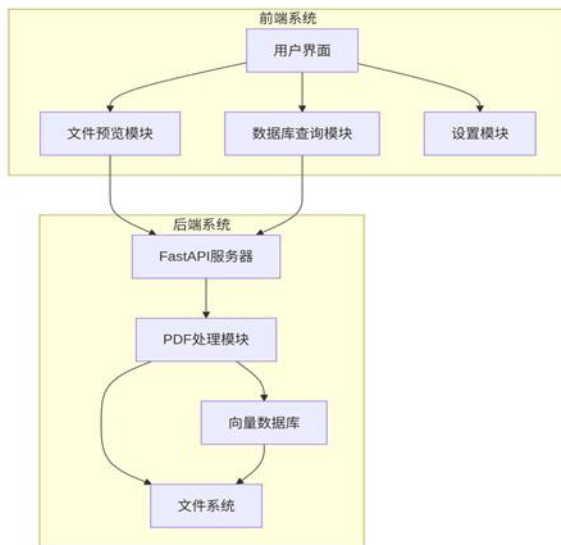 前端系统
用户界面
文件预览模块
数据库查询模块
设置模块
后端系统
FastAPI服务器
PDF处理模块
向量数据库
文件系统